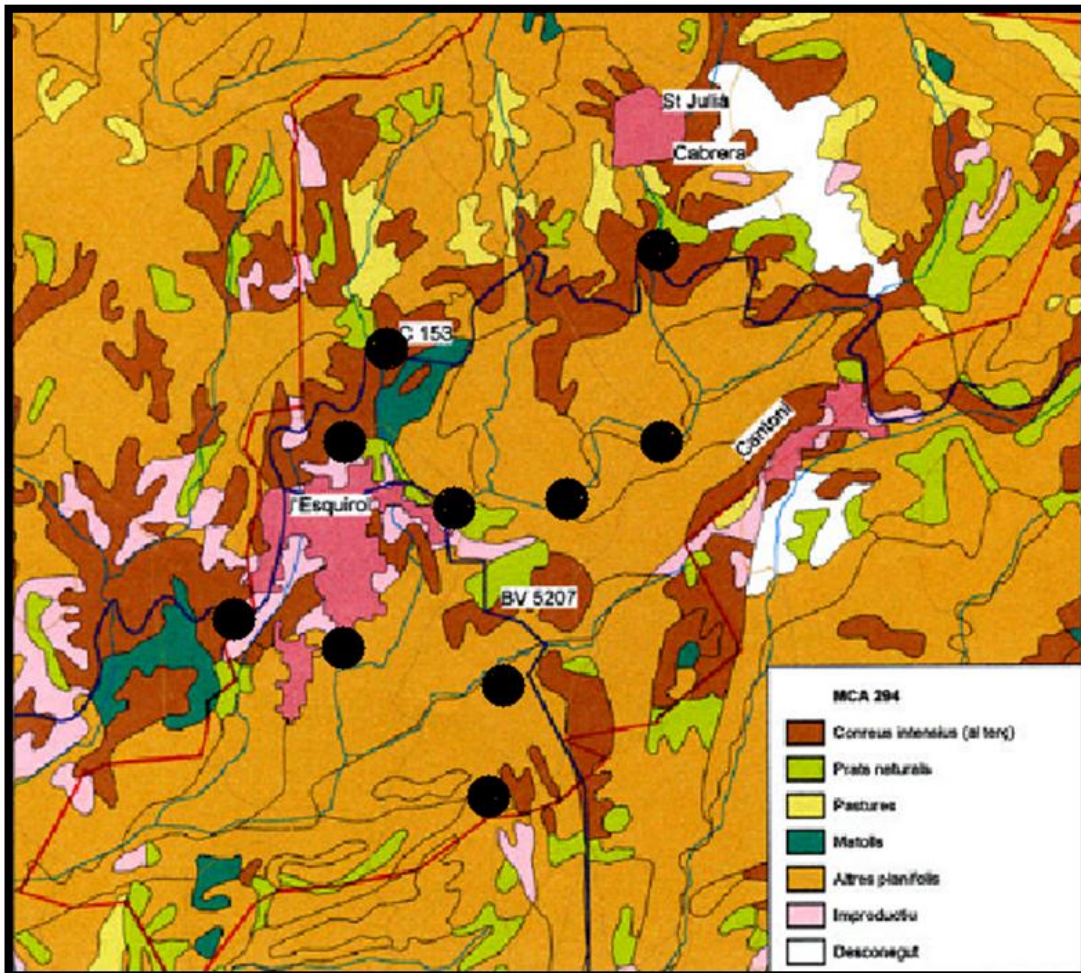 St Julià
Cabrera
C 153
Cantoni
l'Esquirol
BV 5207
MCA 294
Conreus intensius (al terç)
Prats naturals
Pastures
Matolls
Altres planifolis
Improductiu
Desconegut